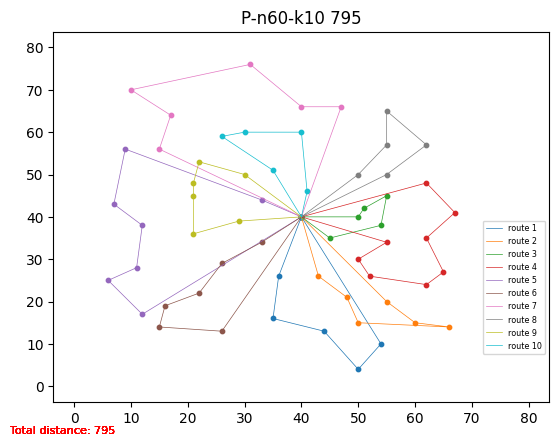 P-n60-k10 795
80
70
60
50
40
30
20
10
0
route 1
route 2
route 3
route 4
route 5
route 6
route 7
route 8
route 9
route 10
0 10 20 30 40 50 60 70 80
Total distance: 795